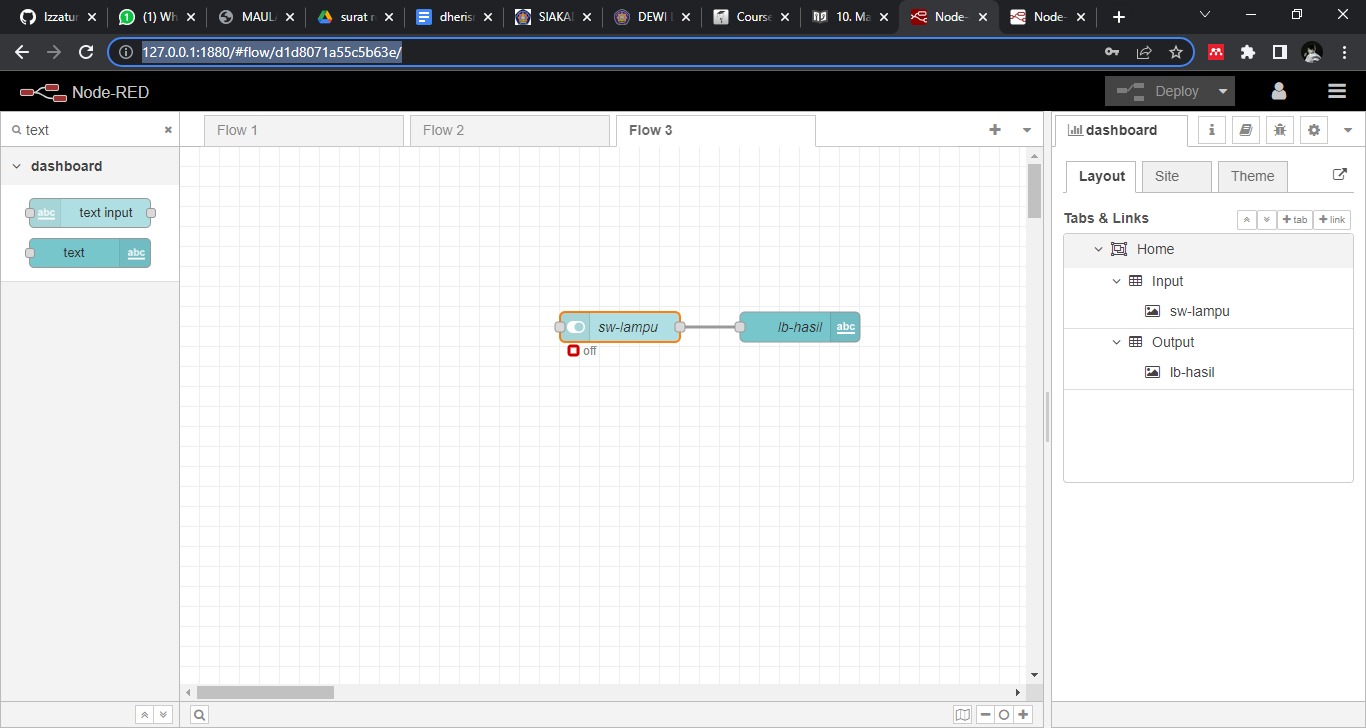 Izzatur
(1) Wh
MAUL
surat r
dheris
SIAKA
DEWI
Course
10. Ma
Node-
Node-
127.0.0.1:1880/#flow/d1d8071a55c5b63e/
Node-RED
Deploy
text
Flow 1
Flow 2
Flow 3
dashboard
dashboard
text input
abc
text
abc
sw-lampu
off
lb-hasil
abc
Layout
Site
Theme
Tabs & Links
tab
link
Home
Input
sw-lampu
Output
lb-hasil